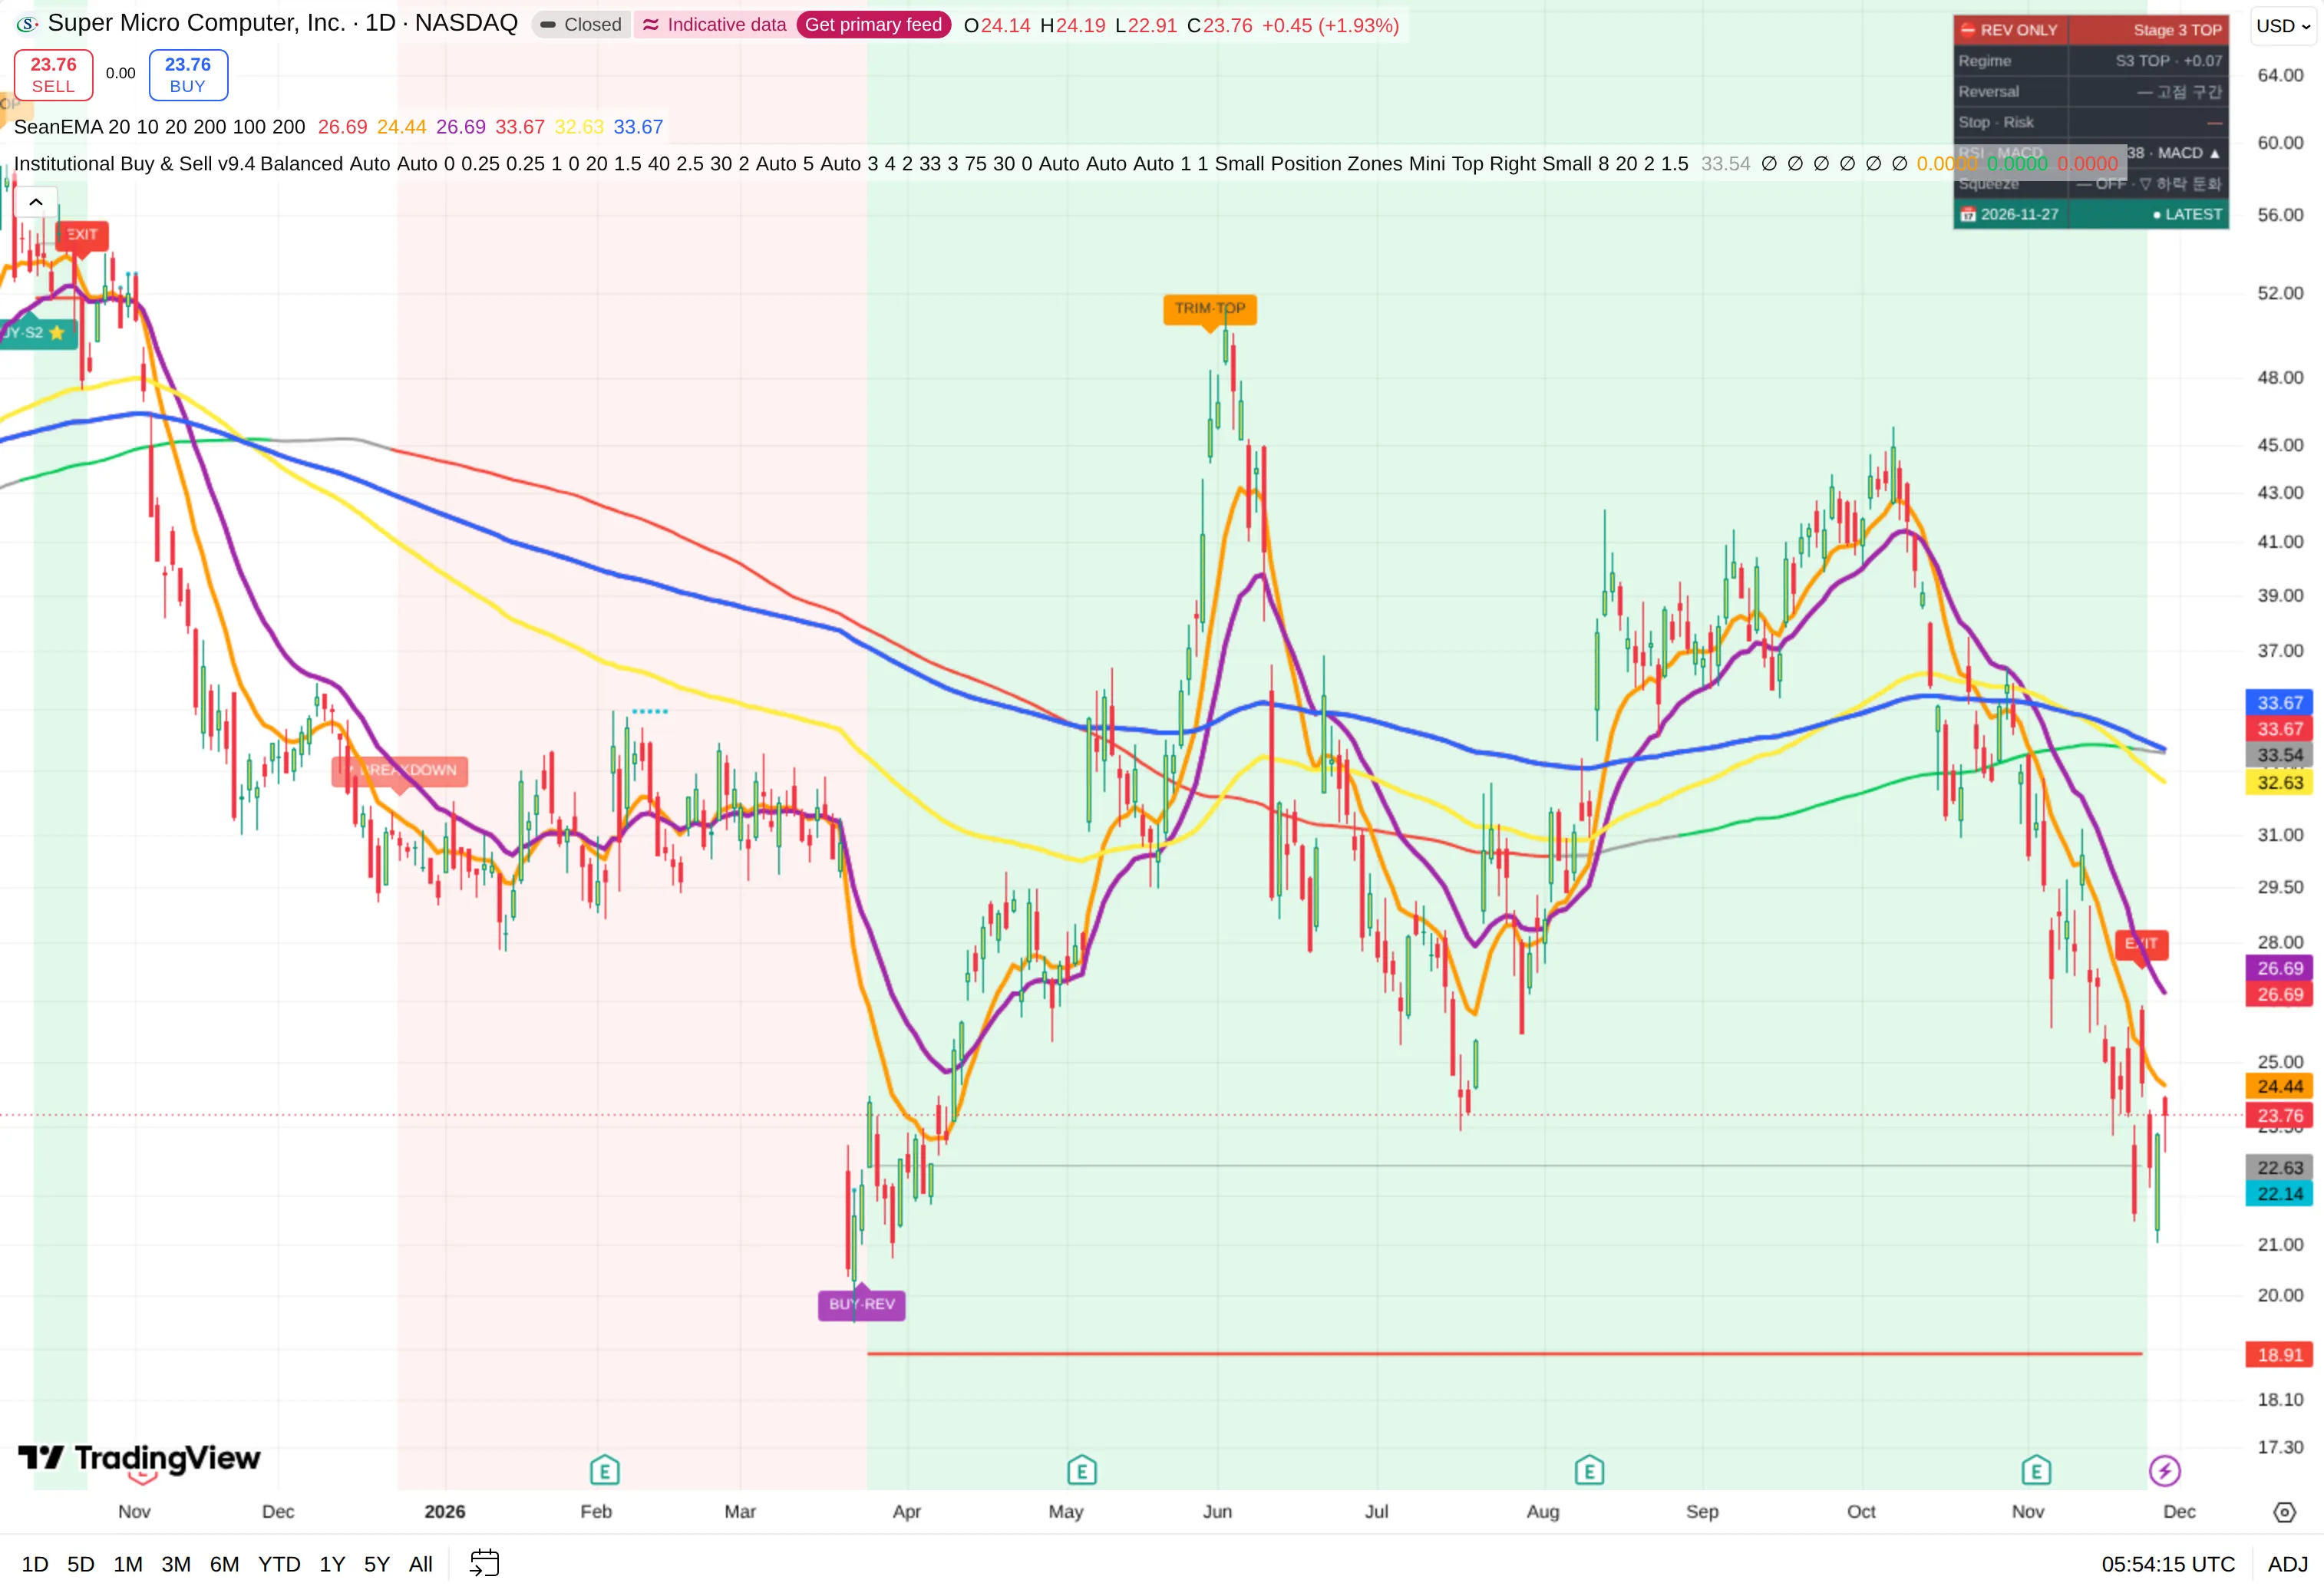 Super Micro Computer, Inc. · 1D · NASDAQ
Closed
Indicative data
Get primary feed
O24.14 H24.19 L22.91 C23.76 +0.45 (+1.93%)
23.76
SELL
0.00
23.76
BUY
SeanEMA 20 10 20 200 100 200 26.69 24.44 26.69 33.67 32.63 33.67
Institutional Buy & Sell v9.4 Balanced Auto Auto 0 0.25 0.25 1 0 20 1.5 40 2.5 30 2 Auto 5 Auto 3 4 2 33 3 75 30 0 Auto Auto Auto 1 1 Small Position Zones Mini Top Right Small 8 20 2 1.5 33.54 ∅ ∅ ∅ ∅ ∅ ∅ 0.0000 0.0000 0.0000
REV ONLY Stage 3 TOP
Regime S3 TOP · +0.07
Reversal — 고점 구간
Stop · Risk —
RSI · MACD 38 · MACD ▲
Squeeze — OFF · ▽ 하락 둔화
2026-11-27 ● LATEST
USD
64.00
60.00
56.00
52.00
48.00
45.00
43.00
41.00
39.00
37.00
33.67
33.67
33.54
32.63
31.00
29.50
28.00
26.69
26.69
25.00
24.44
23.76
22.63
22.14
21.00
20.00
18.91
18.10
17.30
EXIT
TRIM·TOP
BREAKDOWN
BUY·REV
EXIT
TradingView
E
E
E
E
Nov Dec 2026 Feb Mar Apr May Jun Jul Aug Sep Oct Nov Dec
1D 5D 1M 3M 6M YTD 1Y 5Y All
05:54:15 UTC ADJ